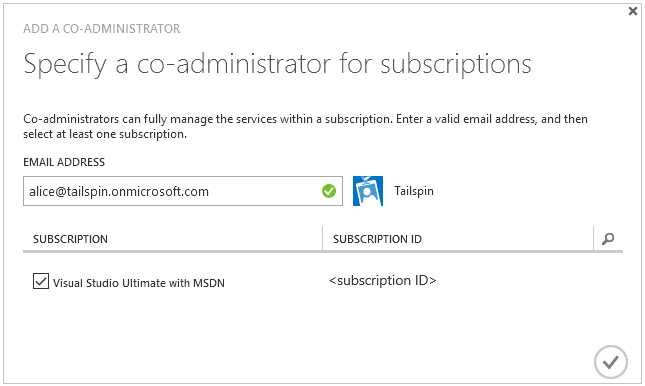 ADD A CO-ADMINISTRATOR
Specify a co-administrator for subscriptions
Co-administrators can fully manage the services within a subscription. Enter a valid email address, and then
select at least one subscription.
EMAIL ADDRESS
alice@tailspin.onmicrosoft.com
Tailspin
SUBSCRIPTION SUBSCRIPTION ID
Visual Studio Ultimate with MSDN <subscription ID>